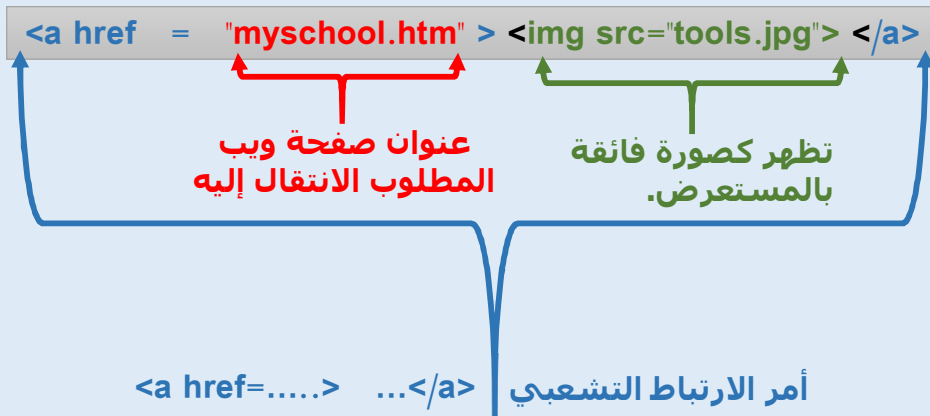 <a href = "myschool.htm" > <img src="tools.jpg"> </a>
عنوان صفحة ويب
المطلوب الانتقال إليه
تظهر كصورة فائقة
بالمستعرض.
أمر الارتباط التشعبي <a href=.....> ...</a>